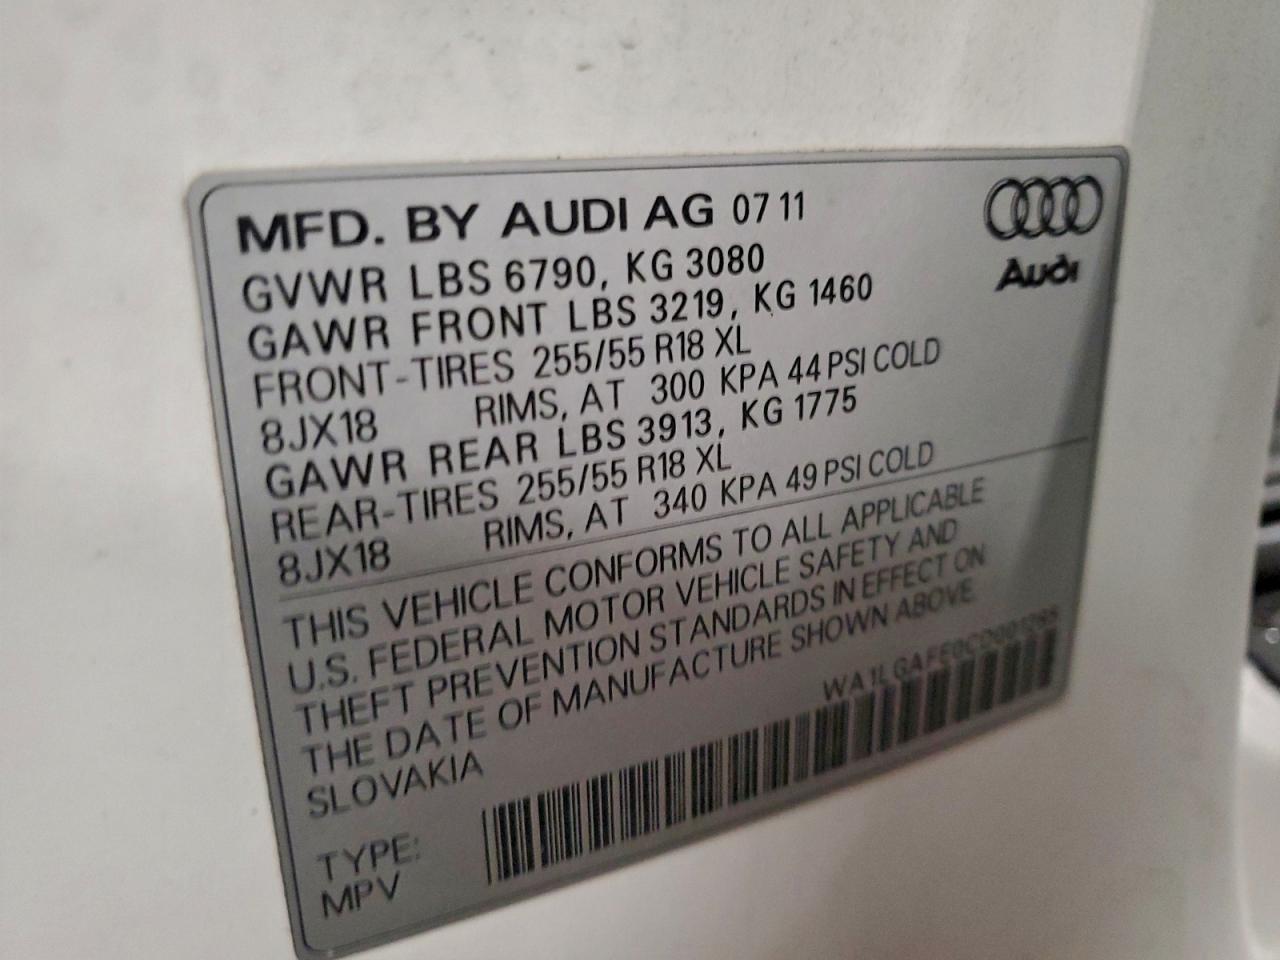 MFD. BY AUDI AG 07 11
GVWR LBS 6790, KG 3080
GAWR FRONT LBS 3219, KG 1460
FRONT-TIRES 255/55 R18 XL
8JX18 RIMS, AT 300 KPA 44 PSI COLD
GAWR REAR LBS 3913, KG 1775
REAR-TIRES 255/55 R18 XL
8JX18 RIMS, AT 340 KPA 49 PSI COLD
THIS VEHICLE CONFORMS TO ALL APPLICABLE
U.S. FEDERAL MOTOR VEHICLE SAFETY AND
THEFT PREVENTION STANDARDS IN EFFECT ON
THE DATE OF MANUFACTURE SHOWN ABOVE
SLOVAKIA
TYPE:
MPV
Audi